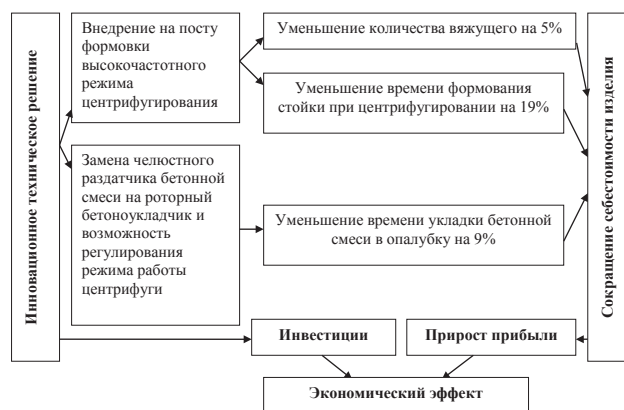 Инновационное техническое решение
Внедрение на посту
формовки
высокочастотного
режима
центрифугирования
Замена челюстного
раздатчика бетонной
смеси на роторный
бетоноукладчик и
возможность
регулирования
режима работы
центрифуги
Уменьшение количества вяжущего на 5%
Уменьшение времени формования
стойки при центрифугировании на 19%
Уменьшение времени укладки бетонной
смеси в опалубку на 9%
Сокращение себестоимости изделия
Инвестиции
Прирост прибыли
Экономический эффект